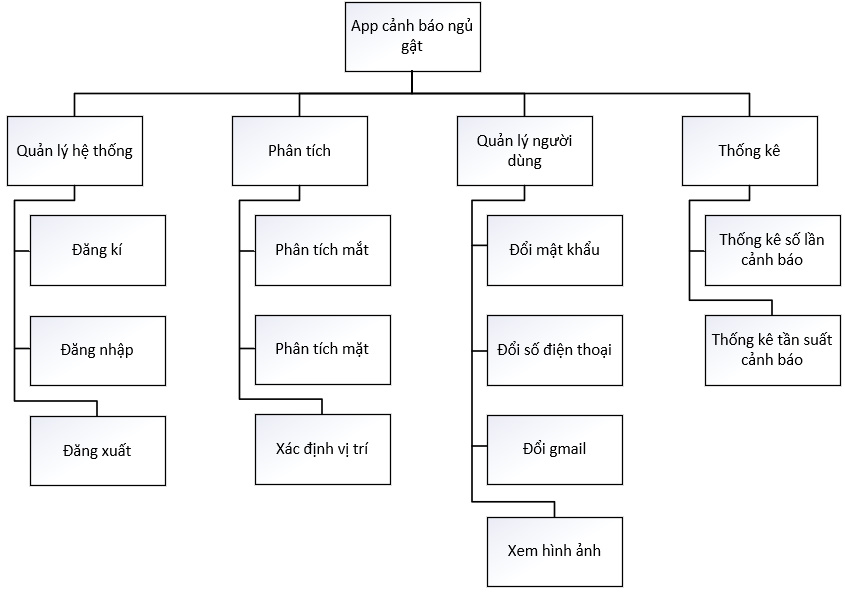 App cảnh báo ngủ
gật
Quản lý hệ thống
Phân tích
Quản lý người
dùng
Thống kê
Đăng kí
Phân tích mắt
Đổi mật khẩu
Thống kê số lần
cảnh báo
Đăng nhập
Phân tích mặt
Đổi số điện thoại
Thống kê tần suất
cảnh báo
Đăng xuất
Xác định vị trí
Đổi gmail
Xem hình ảnh